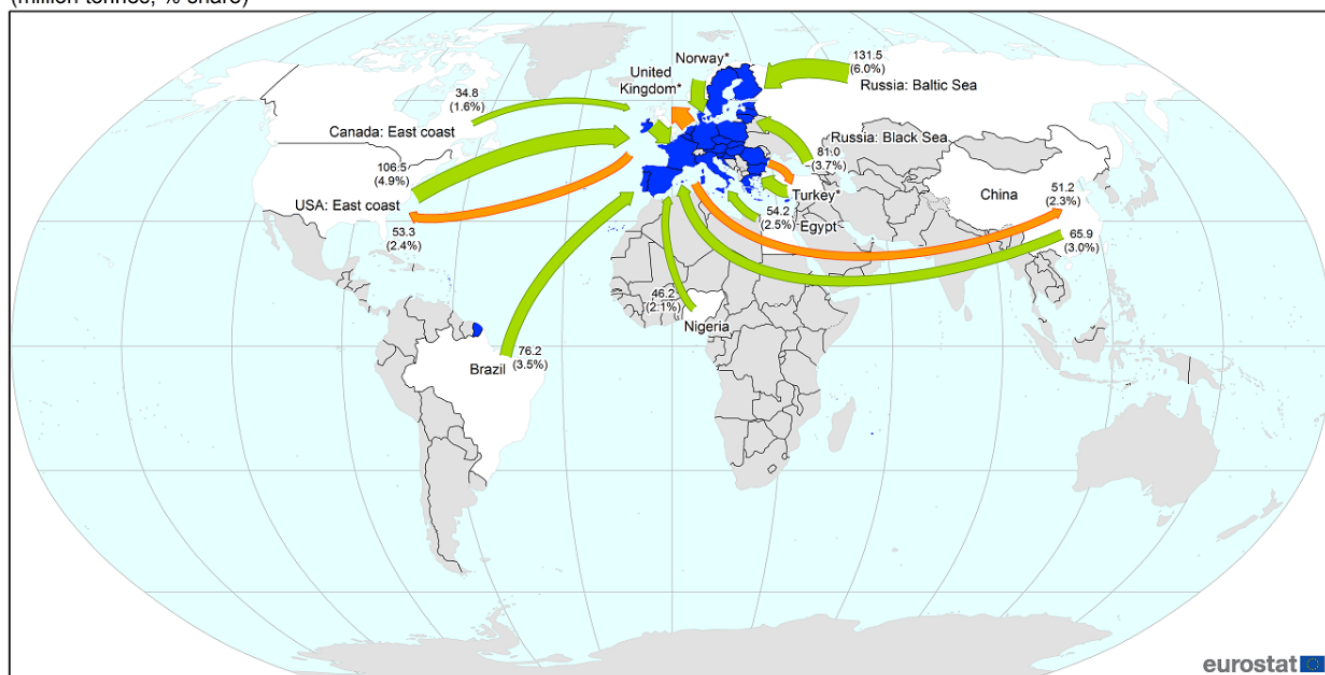 (million tonnes, % share)
Norway*
United
Kingdom*
131.5
(6.0%)
Russia: Baltic Sea
34.8
(1.6%)
Canada: East coast
Russia: Black Sea
81.0
(3.7%)
106.5
(4.9%)
USA: East coast
53.3
(2.4%)
Turkey*
54.2
(2.5%)
Egypt
China
51.2
(2.3%)
65.9
(3.0%)
46.2
(2.1%)
Nigeria
Brazil
76.2
(3.5%)
eurostat